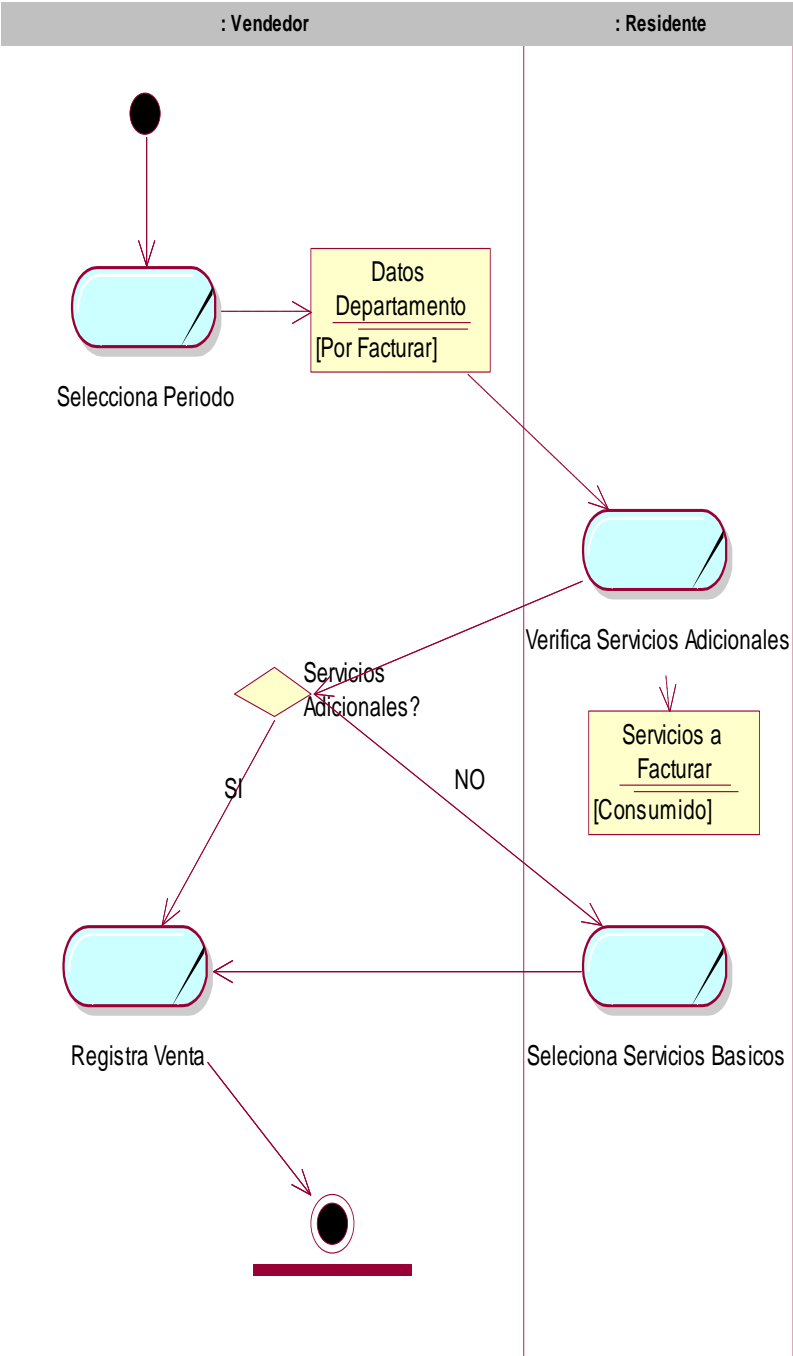 : Vendedor
: Residente
Datos
Departamento
[Por Facturar]
Selecciona Periodo
Verifica Servicios Adicionales
Servicios
Adicionales?
Servicios a
Facturar
[Consumido]
SI
NO
Registra Venta
Seleciona Servicios Basicos